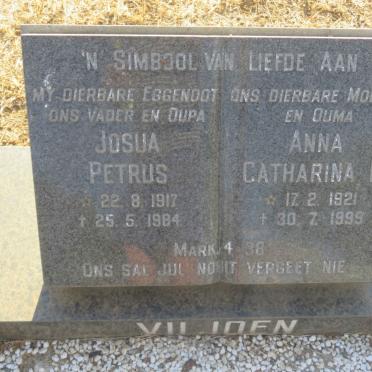 'N SIMBOOL VAN LIEFDE AAN
MY DIERBARE EGGENOOT
ONS VADER EN OUPA
JOSUA
PETRUS
☆ 22.8.1917
✝ 25.5.1984
ONS DIERBARE
EN OUMA
ANNA
CATHARINA
☆ 17.2.1921
✝ 30.7.1999
MARK. 4 38
ONS SAL JUL NOOIT VERGEET NIE
VILJOEN